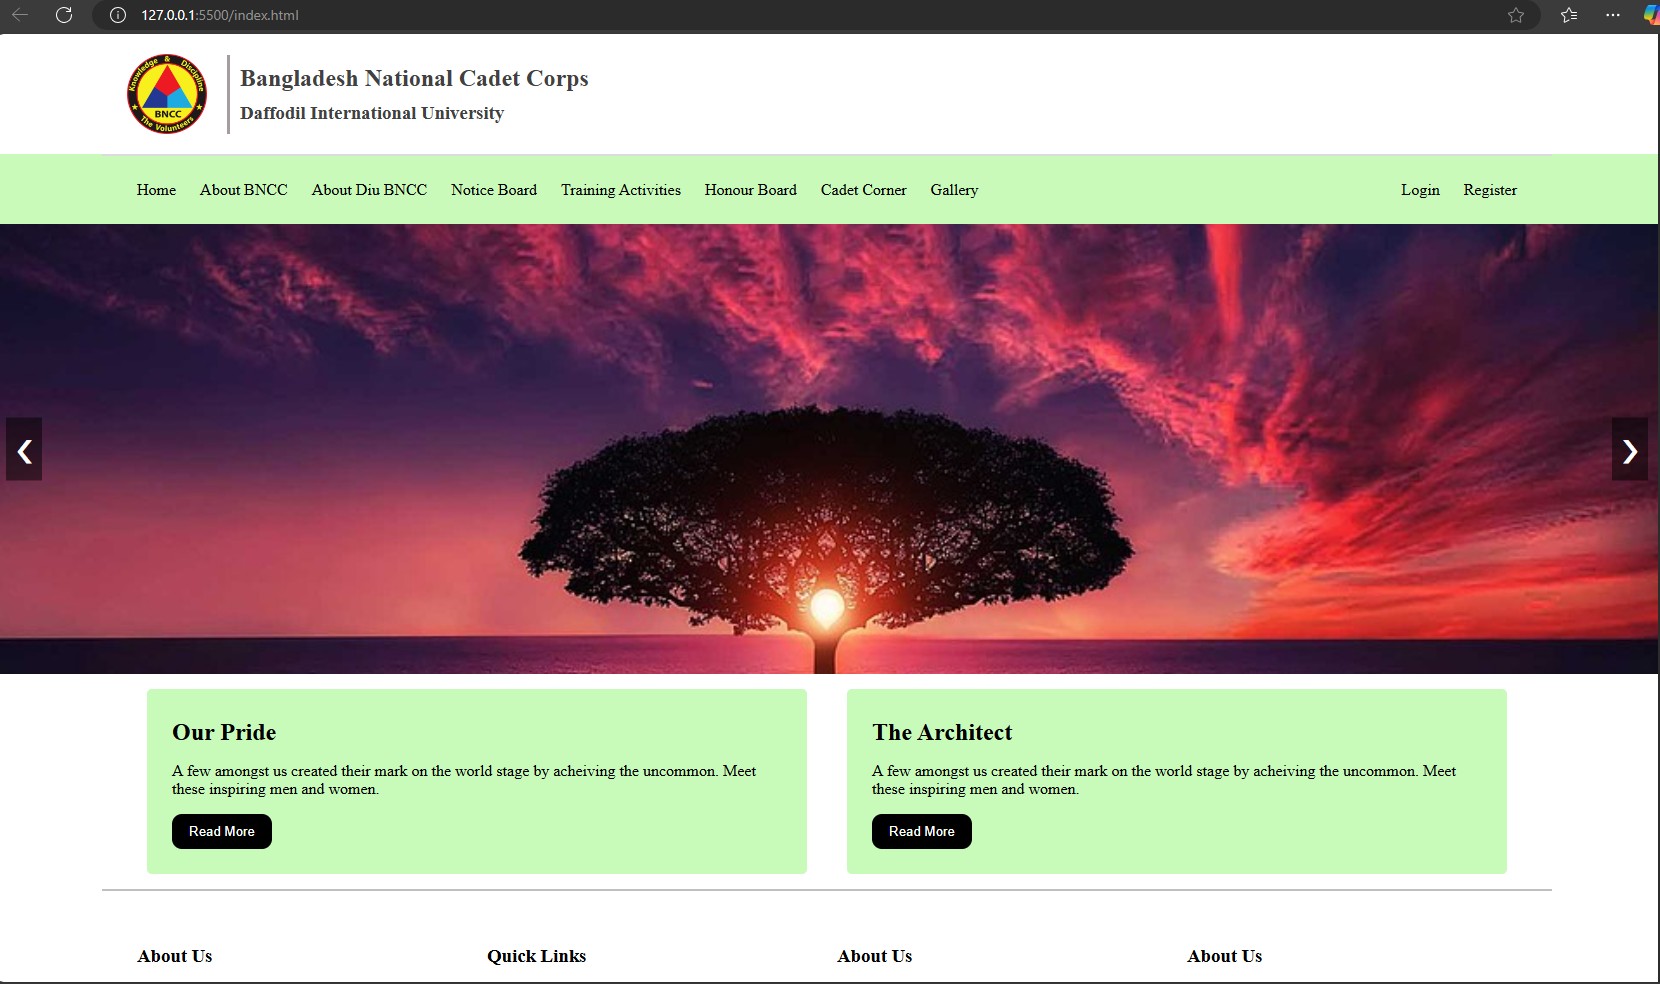 127.0.0.1:5500/index.html
Knowledge & Discipline
BNCC
The Volunteers
Bangladesh National Cadet Corps
Daffodil International University
Home About BNCC About Diu BNCC Notice Board Training Activities Honour Board Cadet Corner Gallery Login Register
❮ ❯
Our Pride
A few amongst us created their mark on the world stage by acheiving the uncommon. Meet
these inspiring men and women.
Read More
The Architect
A few amongst us created their mark on the world stage by acheiving the uncommon. Meet
these inspiring men and women.
Read More
About Us Quick Links About Us About Us